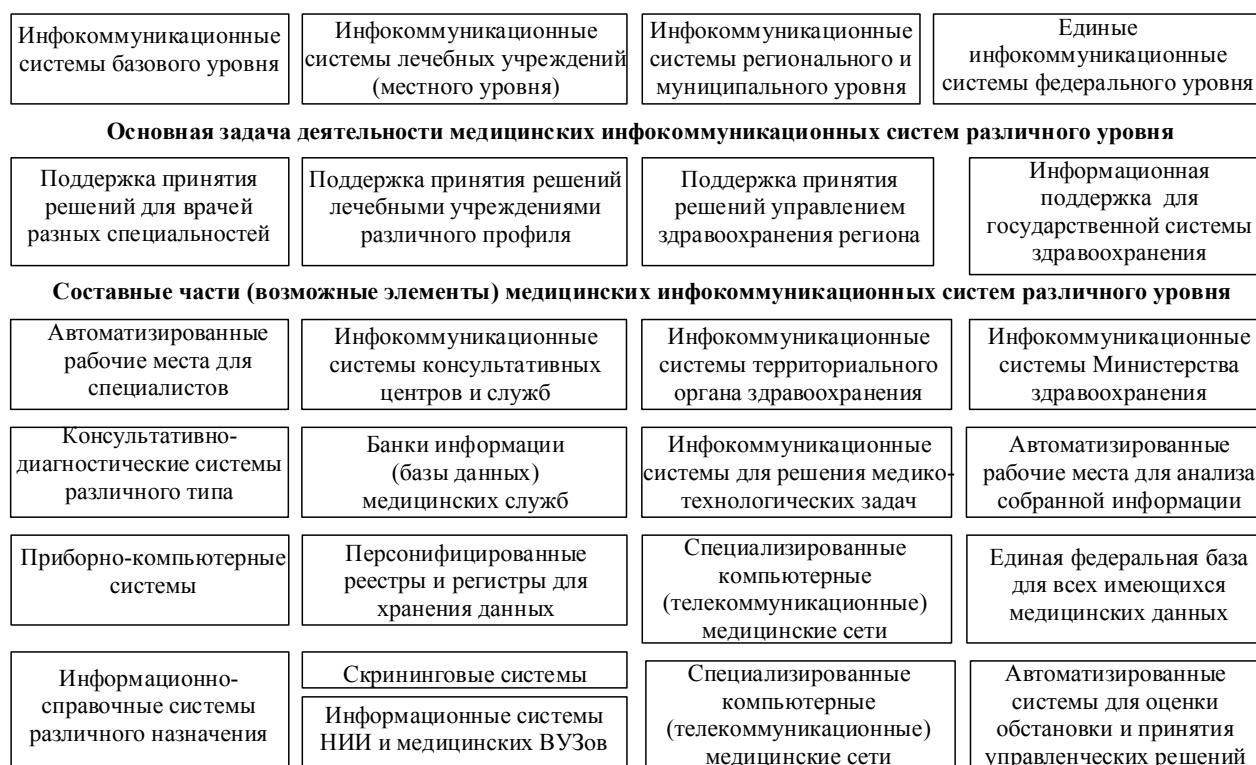 Инфокоммуникационные
системы базового уровня
Инфокоммуникационные
системы лечебных учреждений
(местного уровня)
Инфокоммуникационные
системы регионального и
муниципального уровня
Единые
инфокоммуникационные
системы федерального уровня
Основная задача деятельности медицинских инфокоммуникационных систем различного уровня
Поддержка принятия
решений для врачей
разных специальностей
Поддержка принятия решений
лечебными учреждениями
различного профиля
Поддержка принятия
решений управлением
здравоохранения региона
Информационная
поддержка для
государственной системы
здравоохранения
Составные части (возможные элементы) медицинских инфокоммуникационных систем различного уровня
Автоматизированные
рабочие места для
специалистов
Инфокоммуникационные
системы консультативных
центров и служб
Инфокоммуникационные
системы территориального
органа здравоохранения
Инфокоммуникационные
системы Министерства
здравоохранения
Консультативно-
диагностические системы
различного типа
Банки информации
(базы данных)
медицинских служб
Инфокоммуникационные
системы для решения медико-
технологических задач
Автоматизированные
рабочие места для анализа
собранной информации
Приборно-компьютерные
системы
Персонифицированные
реестры и регистры для
хранения данных
Специализированные
компьютерные
(телекоммуникационные)
медицинские сети
Единая федеральная база
для всех имеющихся
медицинских данных
Информационно-
справочные системы
различного назначения
Скрининговые системы
Информационные системы
НИИ и медицинских ВУЗов
Специализированные
компьютерные
(телекоммуникационные)
медицинские сети
Автоматизированные
системы для оценки
обстановки и принятия
управленческих решений